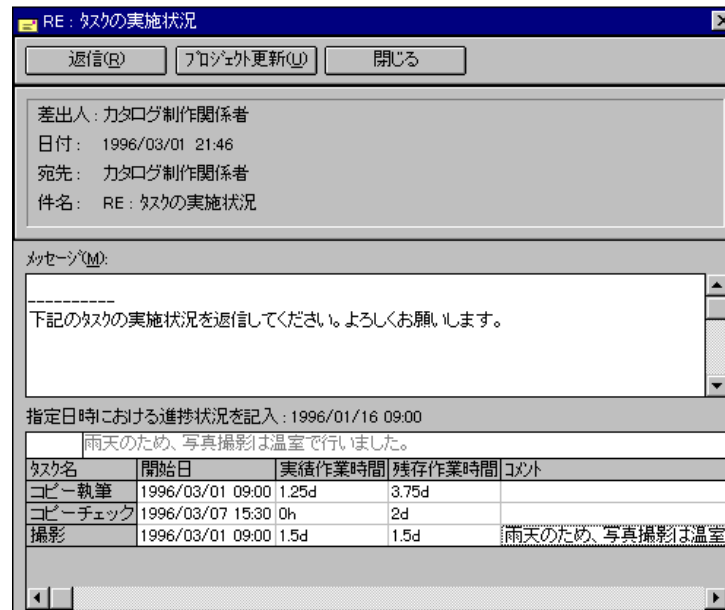 RE : ﾀｽｸの実施状況
返信(R) ﾌﾟﾛｼﾞｪｸﾄ更新(U) 閉じる
差出人 : カタログ制作関係者
日付 : 1996/03/01 21:46
宛先 : カタログ制作関係者
件名 : RE : ﾀｽｸの実施状況
ﾒｯｾｰｼﾞ(M):
----------
下記のﾀｽｸの実施状況を返信してください。よろしくお願いします。
指定日時における進捗状況を記入 : 1996/01/16 09:00
雨天のため、写真撮影は温室で行いました。
ﾀｽｸ名 開始日 実績作業時間 残存作業時間 ｺﾒﾝﾄ
コピー執筆 1996/03/01 09:00 1.25d 3.75d
コピーチェック 1996/03/07 15:30 0h 2d
撮影 1996/03/01 09:00 1.5d 1.5d 雨天のため、写真撮影は温室